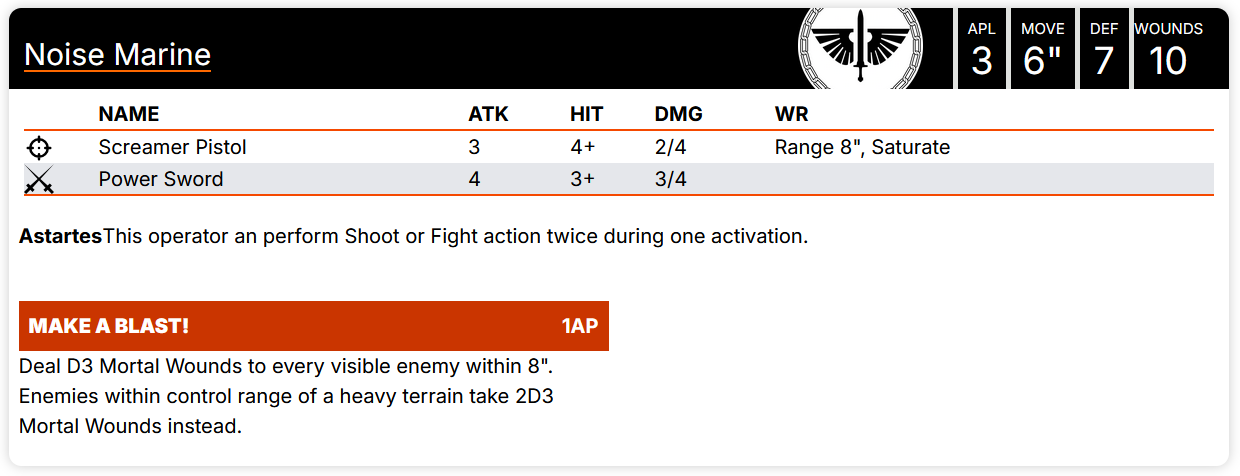 Noise Marine
APL MOVE DEF WOUNDS
3 6" 7 10
NAME ATK HIT DMG WR
Screamer Pistol 3 4+ 2/4 Range 8", Saturate
Power Sword 4 3+ 3/4
AstartesThis operator an perform Shoot or Fight action twice during one activation.
MAKE A BLAST! 1AP
Deal D3 Mortal Wounds to every visible enemy within 8".
Enemies within control range of a heavy terrain take 2D3
Mortal Wounds instead.